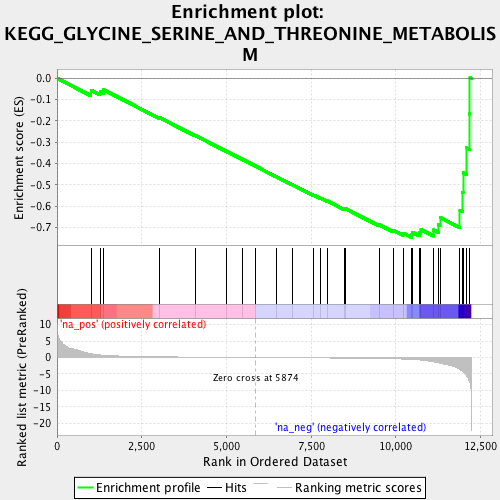 Enrichment plot:
KEGG_GLYCINE_SERINE_AND_THREONINE_METABOLIS
M
Enrichment score (ES)
0.0
-0.1
-0.2
-0.3
-0.4
-0.5
-0.6
-0.7
Ranked list metric (PreRanked)
10
5
0
-5
-10
-15
-20
'na_pos' (positively correlated)
Zero cross at 5874
'na_neg' (negatively correlated)
0
2,500
5,000
7,500
10,000
12,500
Rank in Ordered Dataset
Enrichment profile
Hits
Ranking metric scores